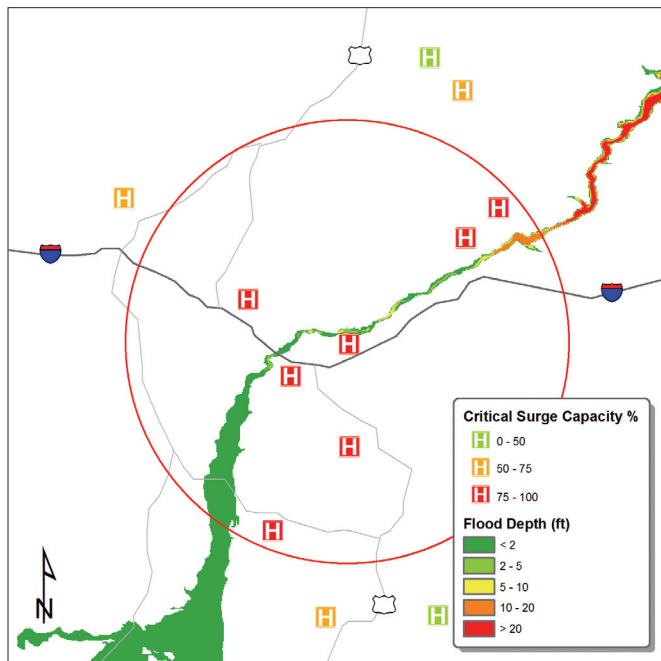 H
H
H
H
H
H
H
H
H
H
H
H
N
Critical Surge Capacity %
H 0 - 50
H 50 - 75
H 75 - 100
Flood Depth (ft)
< 2
2 - 5
5 - 10
10 - 20
> 20